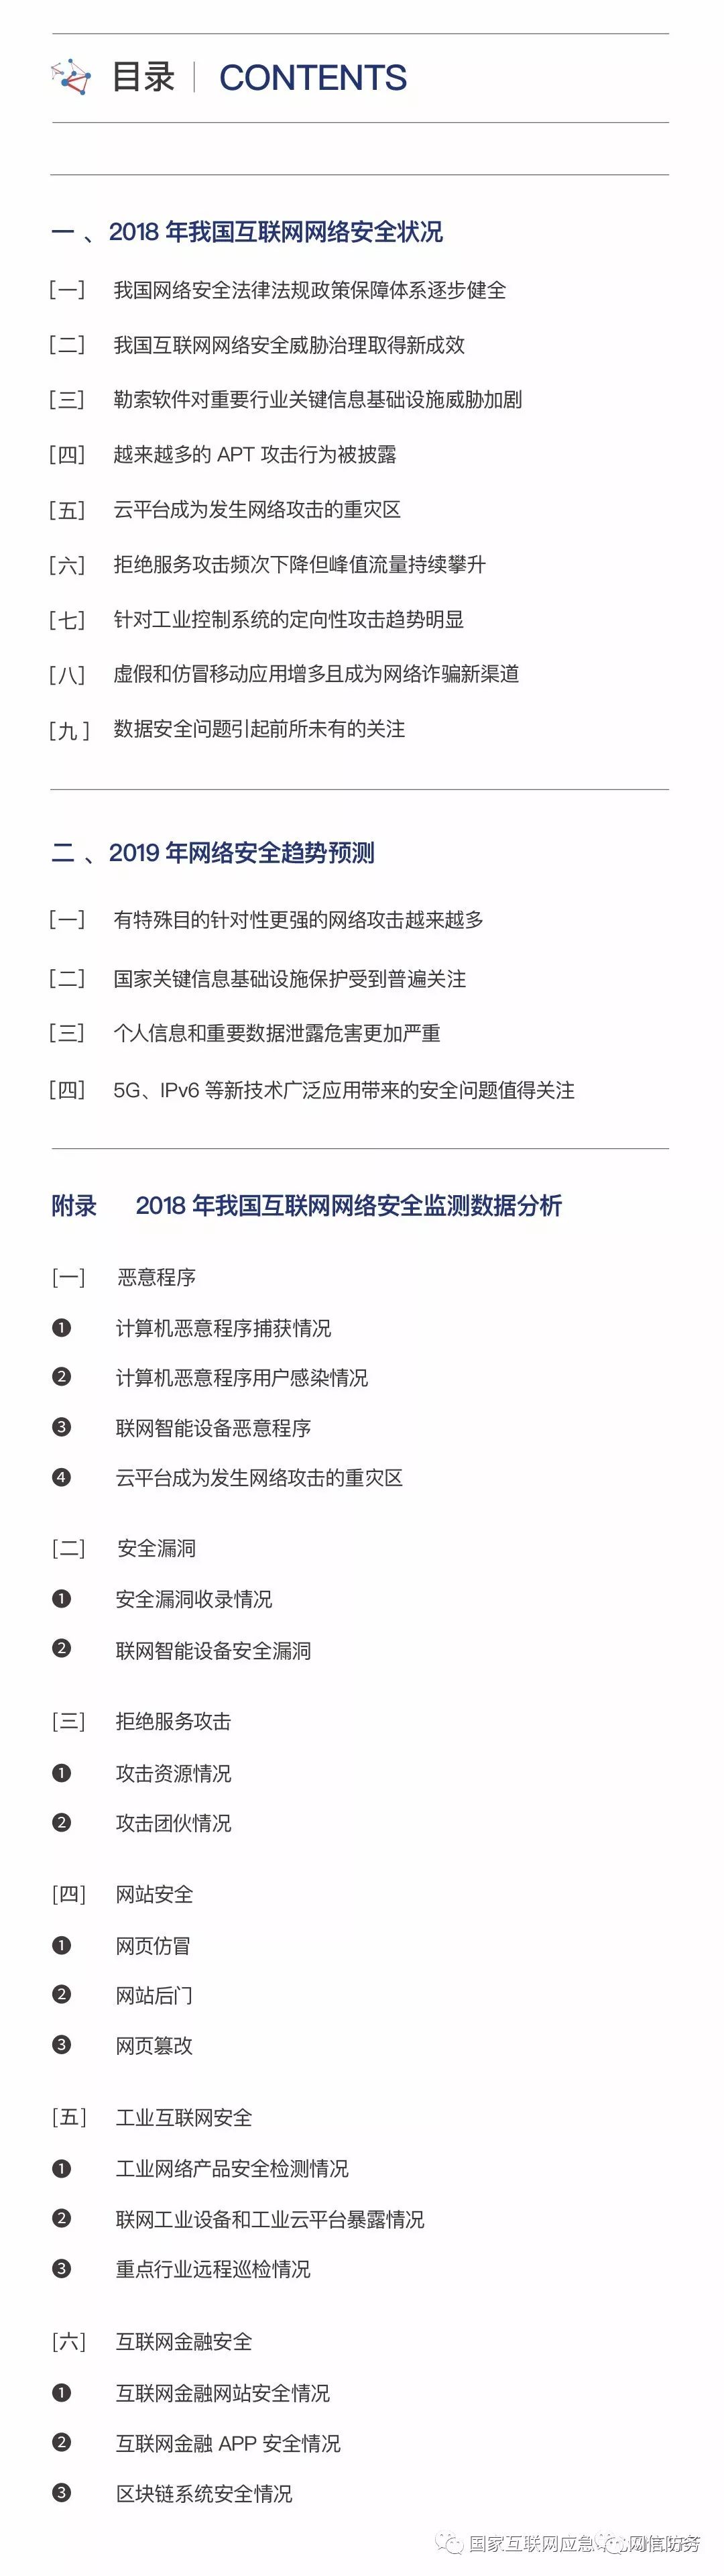 目录 CONTENTS
一、2018 年我国互联网网络安全状况
[一] 我国网络安全法律法规政策保障体系逐步健全
[二] 我国互联网网络安全威胁治理取得新成效
[三] 勒索软件对重要行业关键信息基础设施威胁加剧
[四] 越来越多的 APT 攻击行为被披露
[五] 云平台成为发生网络攻击的重灾区
[六] 拒绝服务攻击频次下降但峰值流量持续攀升
[七] 针对工业控制系统的定向性攻击趋势明显
[八] 虚假和仿冒移动应用增多且成为网络诈骗新渠道
[九] 数据安全问题引起前所未有的关注
二、2019 年网络安全趋势预测
[一] 有特殊目的针对性更强的网络攻击越来越多
[二] 国家关键信息基础设施保护受到普遍关注
[三] 个人信息和重要数据泄露危害更加严重
[四] 5G、IPv6 等新技术广泛应用带来的安全问题值得关注
附录 2018 年我国互联网网络安全监测数据分析
[一] 恶意程序
❶ 计算机恶意程序捕获情况
❷ 计算机恶意程序用户感染情况
❸ 联网智能设备恶意程序
❹ 云平台成为发生网络攻击的重灾区
[二] 安全漏洞
❶ 安全漏洞收录情况
❷ 联网智能设备安全漏洞
[三] 拒绝服务攻击
❶ 攻击资源情况
❷ 攻击团伙情况
[四] 网站安全
❶ 网页仿冒
❷ 网站后门
❸ 网页篡改
[五] 工业互联网安全
❶ 工业网络产品安全检测情况
❷ 联网工业设备和工业云平台暴露情况
❸ 重点行业远程巡检情况
[六] 互联网金融安全
❶ 互联网金融网站安全情况
❷ 互联网金融 APP 安全情况
❸ 区块链系统安全情况
国家互联网应急 网信防务